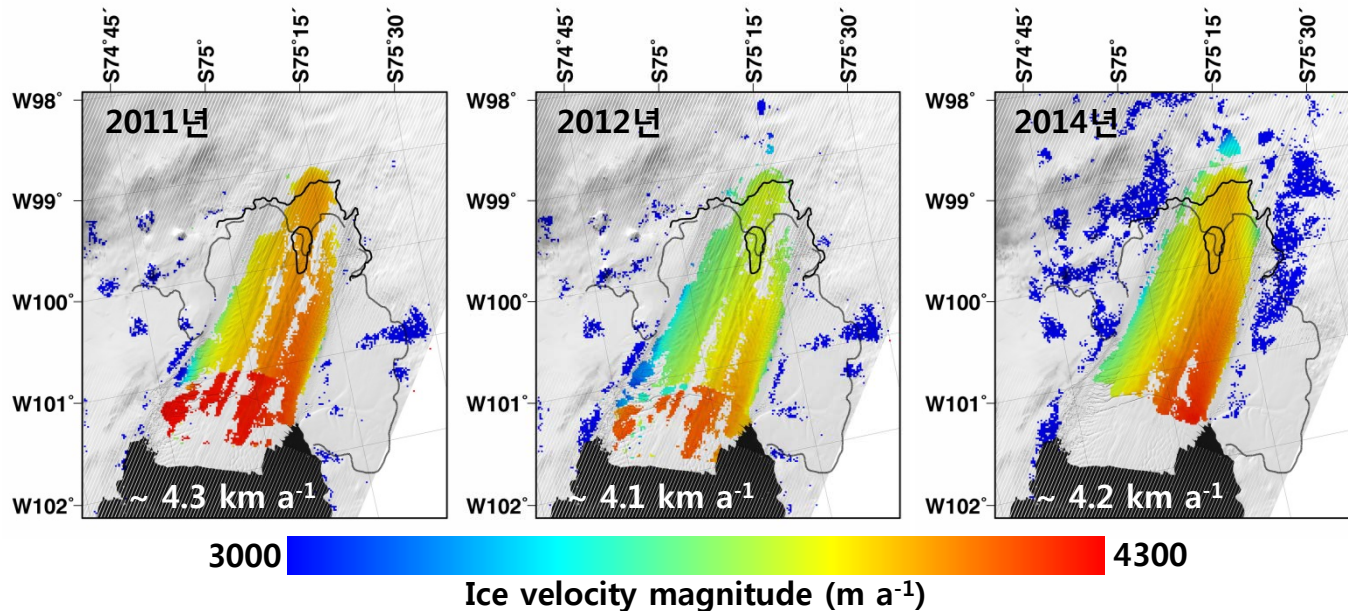 S74°45´ S75° S75°15´ S75°30´ S74°45´ S75° S75°15´ S75°30´ S74°45´ S75° S75°15´ S75°30´
W98° W98° W98°
2011년 2012년 2014년
W99° W99° W99°
W100° W100° W100°
W101° W101° W101°
W102° W102° W102°
~ 4.3 km a⁻¹ ~ 4.1 km a⁻¹ ~ 4.2 km a⁻¹
3000 4300
Ice velocity magnitude (m a⁻¹)